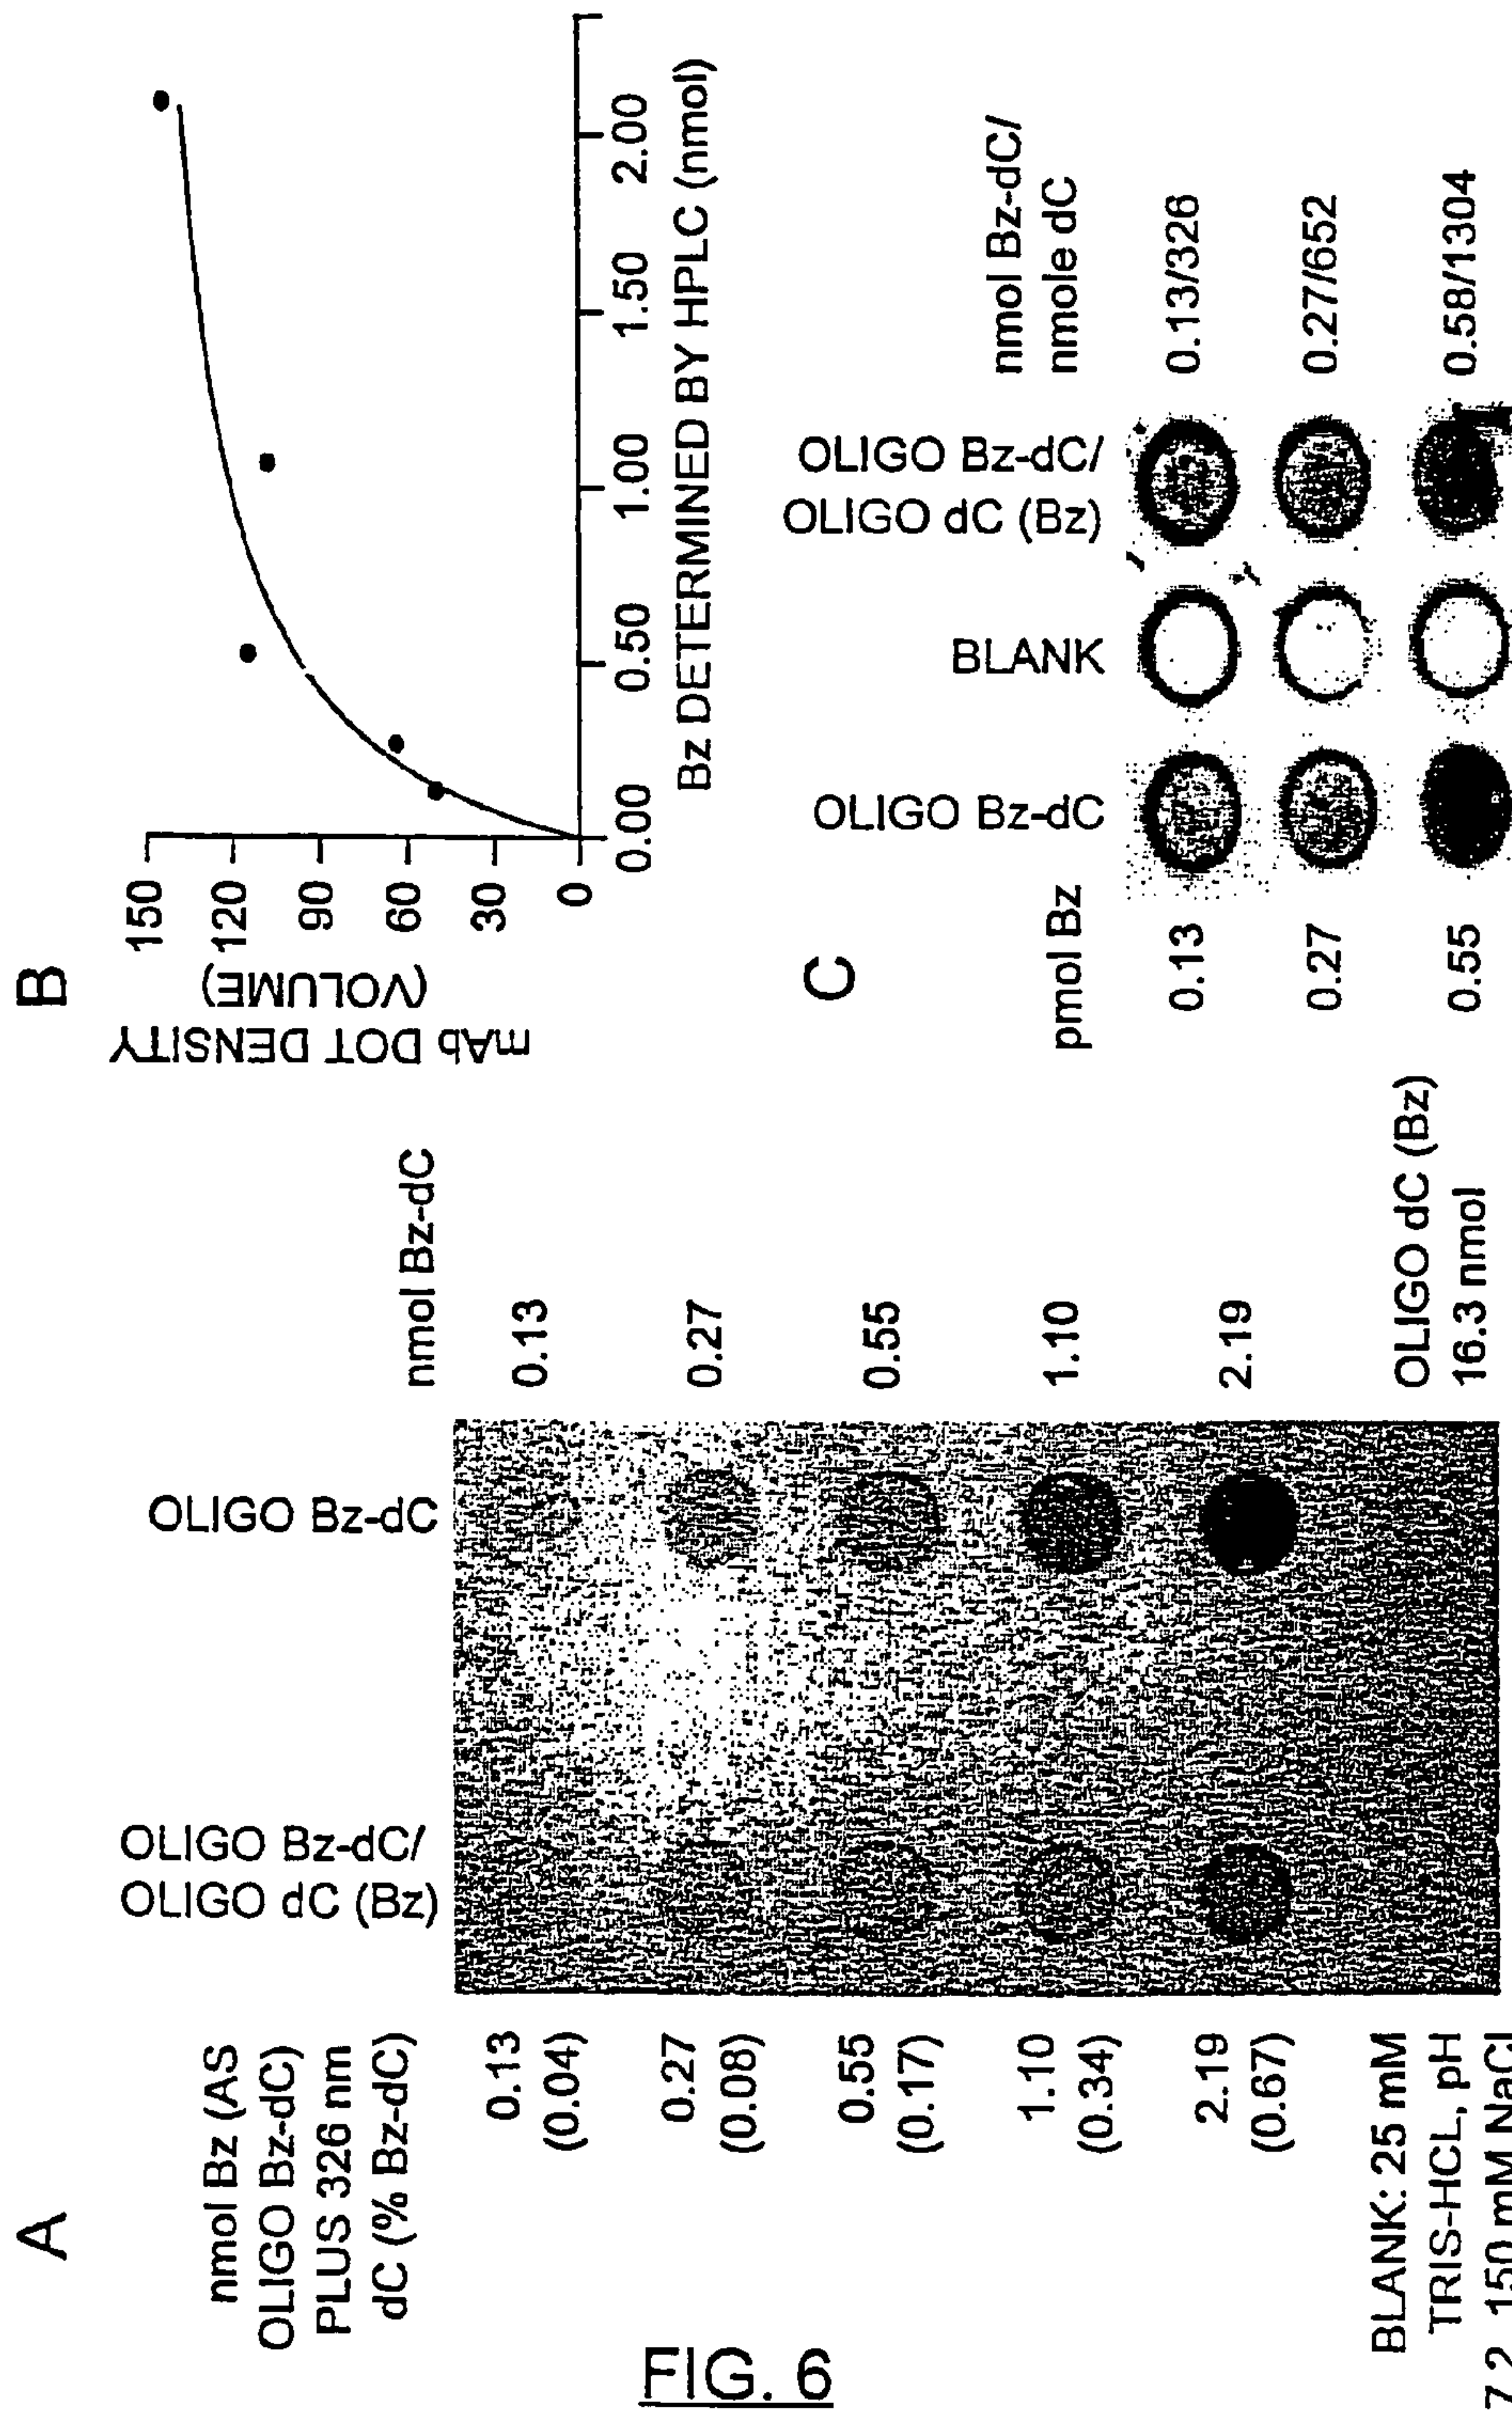 A
nmol Bz (AS
OLIGO Bz-dC)
PLUS 326 nm
dC (% Bz-dC)
OLIGO Bz-dC/
OLIGO dC (Bz)
OLIGO Bz-dC
nmol Bz-dC
0.13
(0.04)
0.13
0.27
(0.08)
0.27
0.55
(0.17)
0.55
1.10
(0.34)
1.10
2.19
(0.67)
2.19
BLANK: 25 mM
TRIS-HCL, pH
7.2, 150 mM NaCl
OLIGO dC (Bz)
16.3 nmol
B
mAb DOT DENSITY
(VOLUME)
150
120
90
60
30
0
0.00
0.50
1.00
1.50
2.00
Bz DETERMINED BY HPLC (nmol)
C
pmol Bz
OLIGO Bz-dC
BLANK
OLIGO Bz-dC/
OLIGO dC (Bz)
nmol Bz-dC/
nmole dC
0.13
0.13/326
0.27
0.27/652
0.55
0.58/1304
FIG. 6